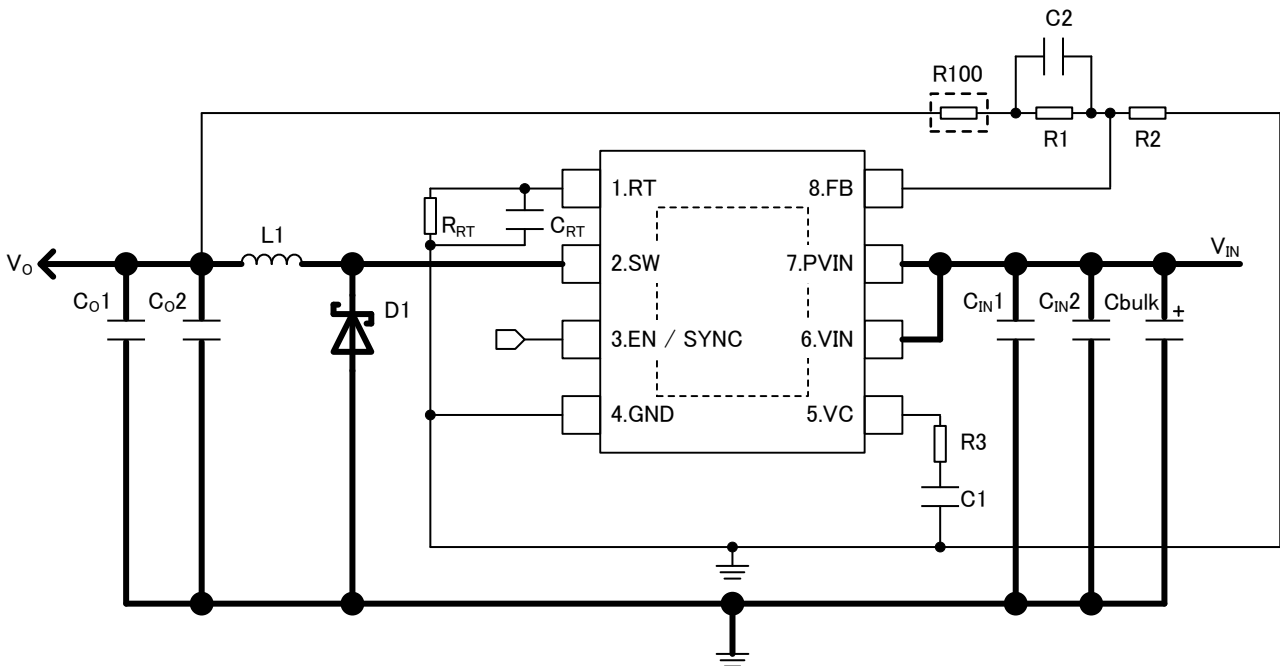 C2
R100
R1
R2
1.RT
8.FB
R_RT
C_RT
L1
V_O
2.SW
7.PVIN
V_IN
C_O1
C_O2
D1
C_IN1
C_IN2
Cbulk
+
3.EN / SYNC
6.VIN
4.GND
5.VC
R3
C1